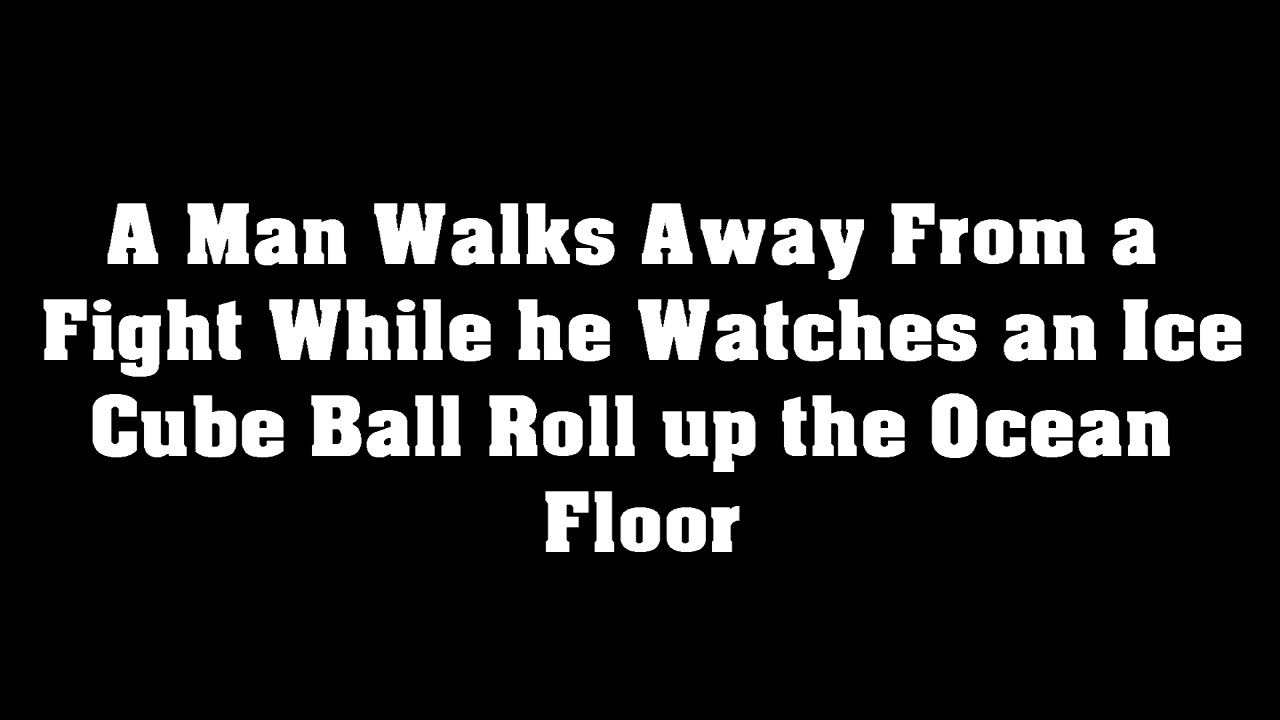 A Man Walks Away From a
Fight While he Watches an Ice
Cube Ball Roll up the Ocean
Floor